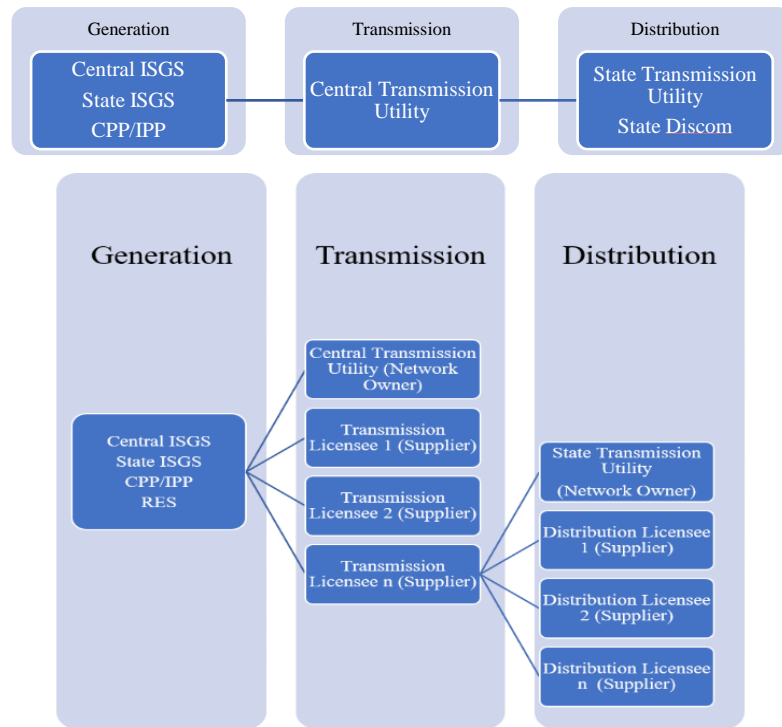 Generation
Central ISGS
State ISGS
CPP/IPP
Transmission
Central Transmission
Utility
Distribution
State Transmission
Utility
State Discom
Generation
Central ISGS
State ISGS
CPP/IPP
RES
Transmission
Central Transmission
Utility (Network
Owner)
Transmission
Licensee 1 (Supplier)
Transmission
Licensee 2 (Supplier)
Transmission
Licensee n (Supplier)
Distribution
State Transmission
Utility
(Network Owner)
Distribution Licensee
1 (Supplier)
Distribution Licensee
2 (Supplier)
Distribution Licensee
n (Supplier)